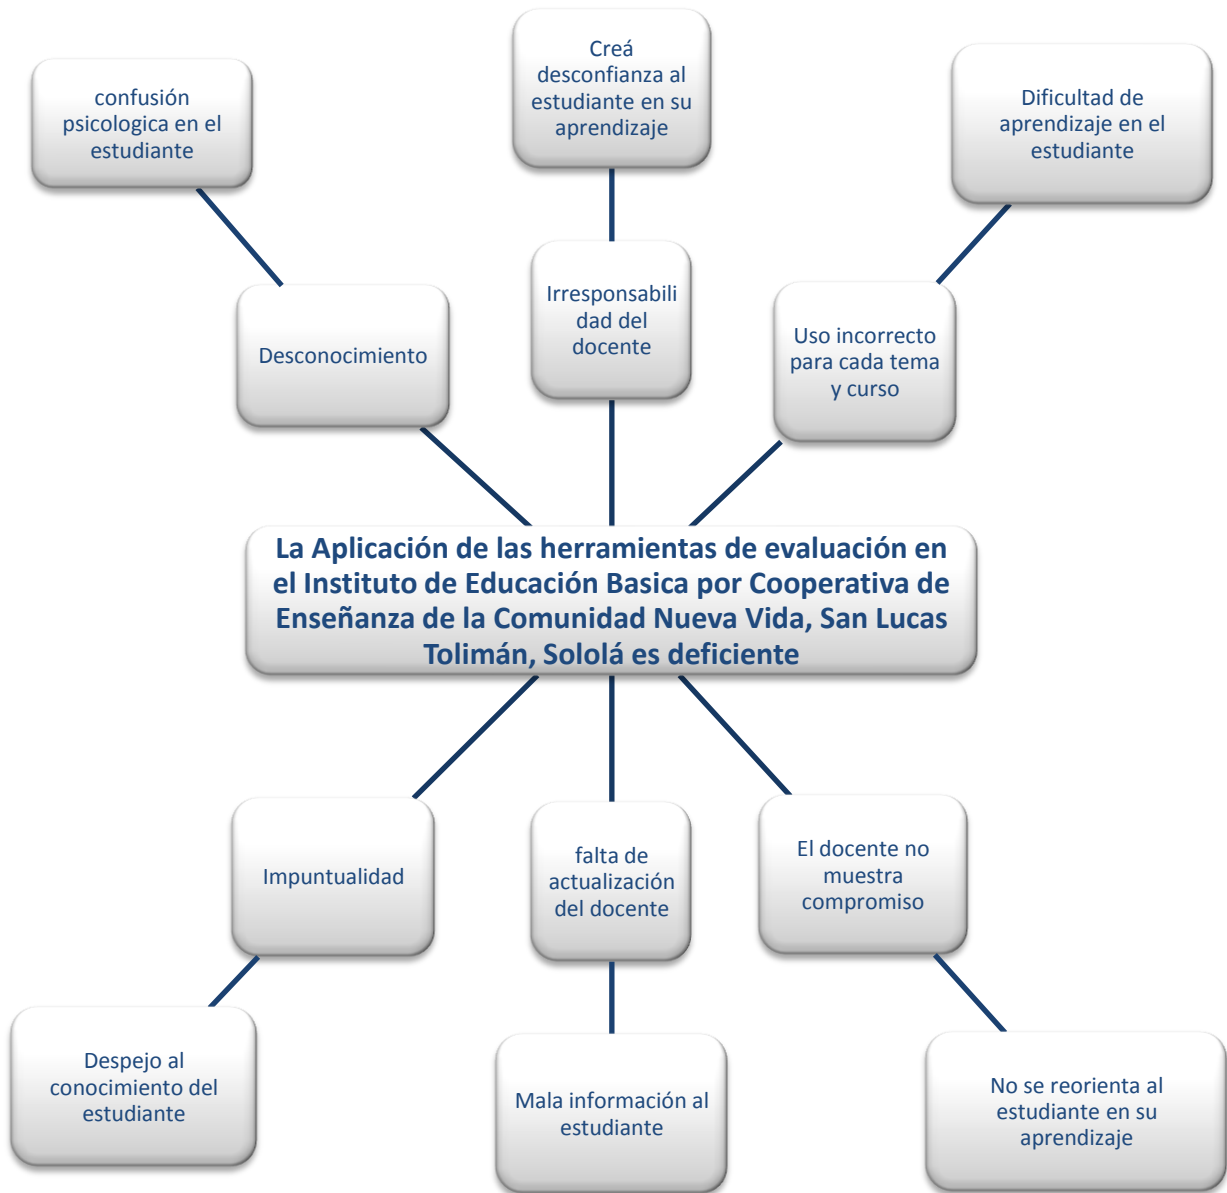 Creá
desconfianza al
estudiante en su
aprendizaje
confusión
psicologica en el
estudiante
Dificultad de
aprendizaje en el
estudiante
Irresponsabili
dad del
docente
Desconocimiento
Uso incorrecto
para cada tema
y curso
La Aplicación de las herramientas de evaluación en
el Instituto de Educación Basica por Cooperativa de
Enseñanza de la Comunidad Nueva Vida, San Lucas
Tolimán, Sololá es deficiente
Impuntualidad
falta de
actualización
del docente
El docente no
muestra
compromiso
Despejo al
conocimiento del
estudiante
Mala información al
estudiante
No se reorienta al
estudiante en su
aprendizaje